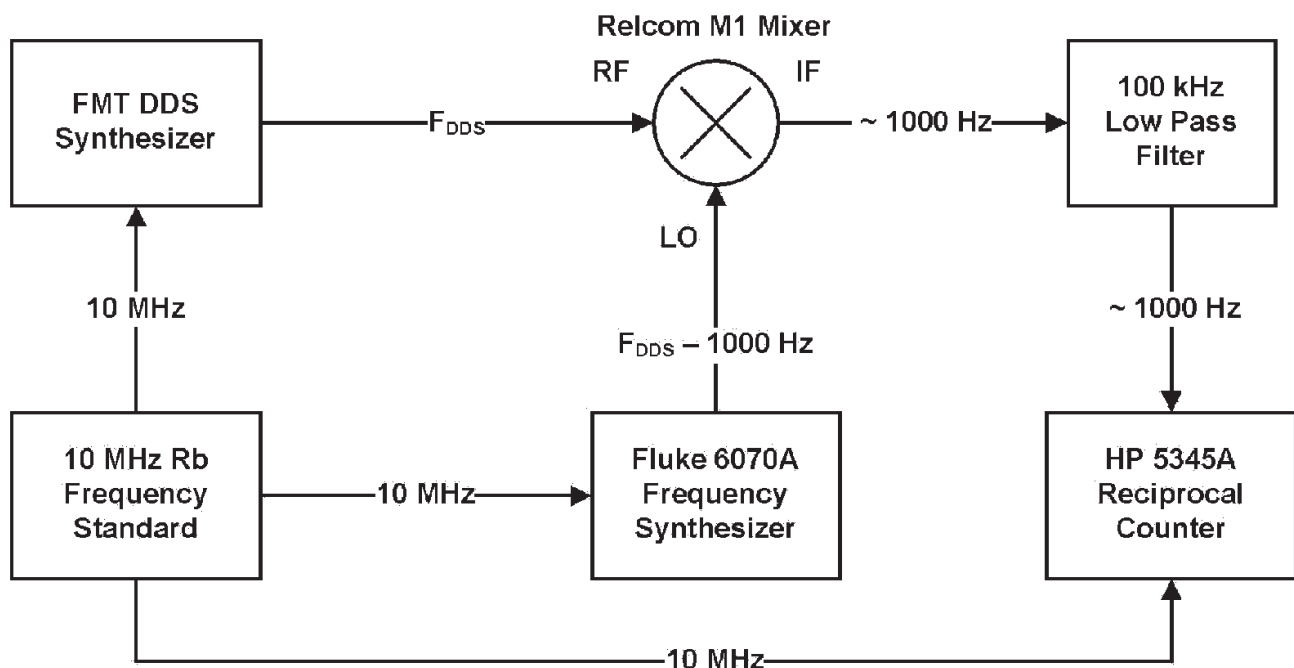 Relcom M1 Mixer
RF
IF
FMT DDS
Synthesizer
F_DDS
~ 1000 Hz
100 kHz
Low Pass
Filter
LO
10 MHz
~ 1000 Hz
F_DDS – 1000 Hz
10 MHz Rb
Frequency
Standard
10 MHz
Fluke 6070A
Frequency
Synthesizer
HP 5345A
Reciprocal
Counter
10 MHz